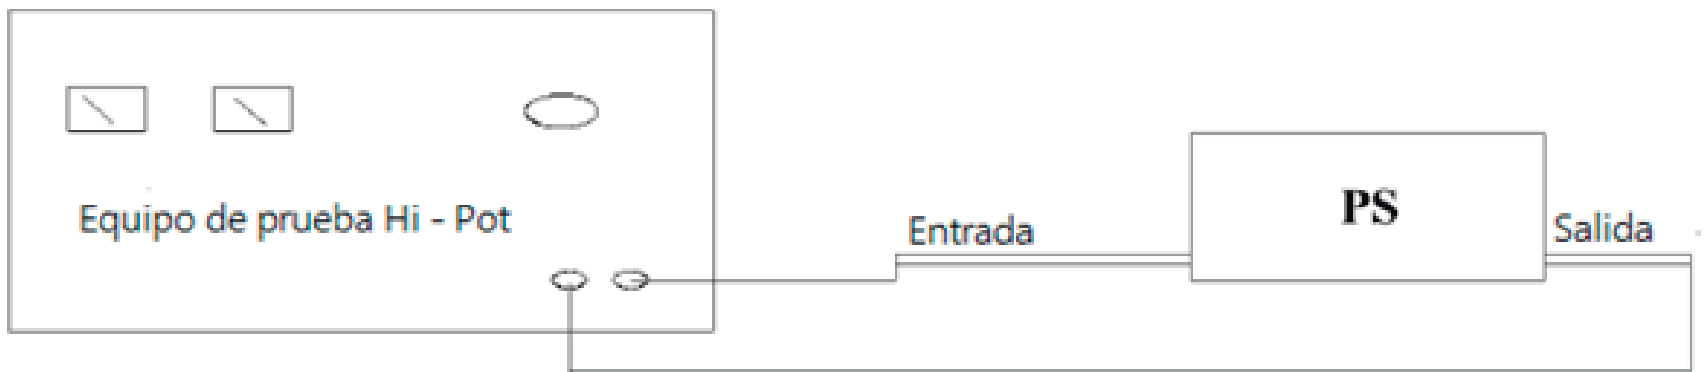 Equipo de prueba Hi - Pot
Entrada
PS
Salida